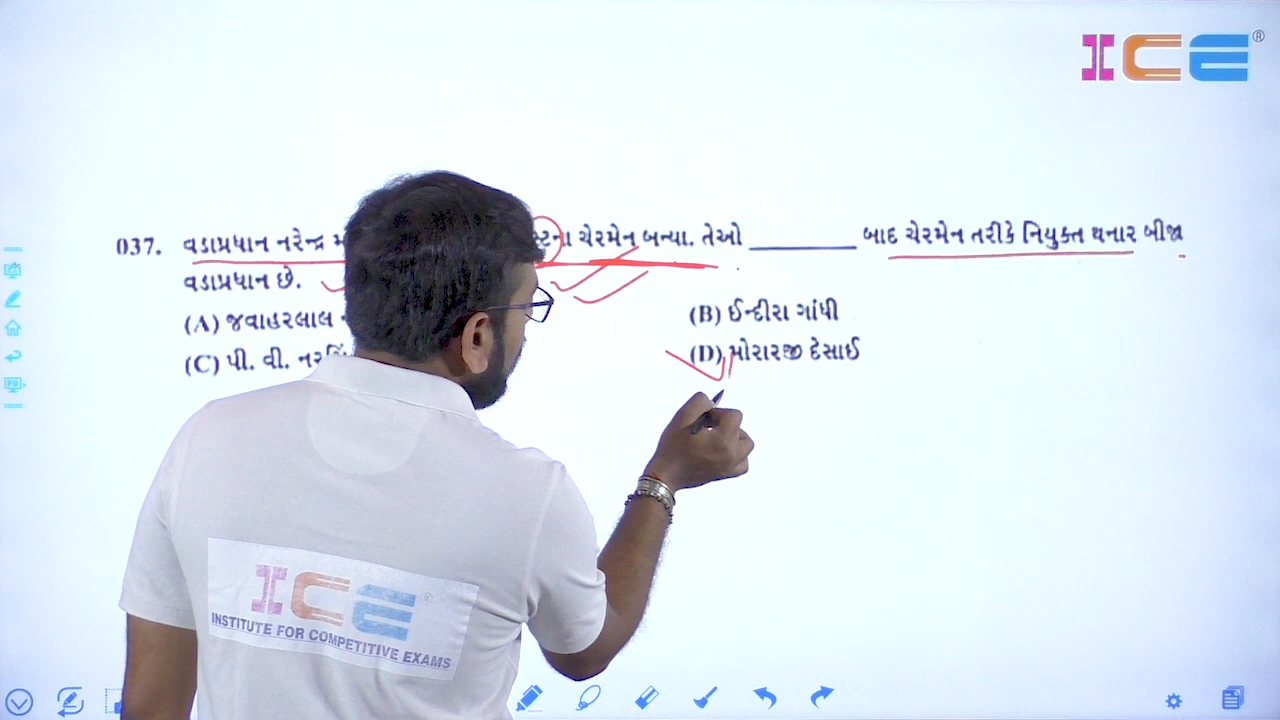 ICE®
037. વડાપ્રધાન નરેન્દ્ર ચેરમેન બન્યા. તેઓ ________ બાદ ચેરમેન તરીકે નિયુક્ત થનાર બીજા
વડાપ્રધાન છે.
(A) જવાહરલાલ (B) ઈન્દીરા ગાંધી
(C) પી. વી. (D) મોરારજી દેસાઈ
ICE®
INSTITUTE FOR COMPETITIVE EXAMS